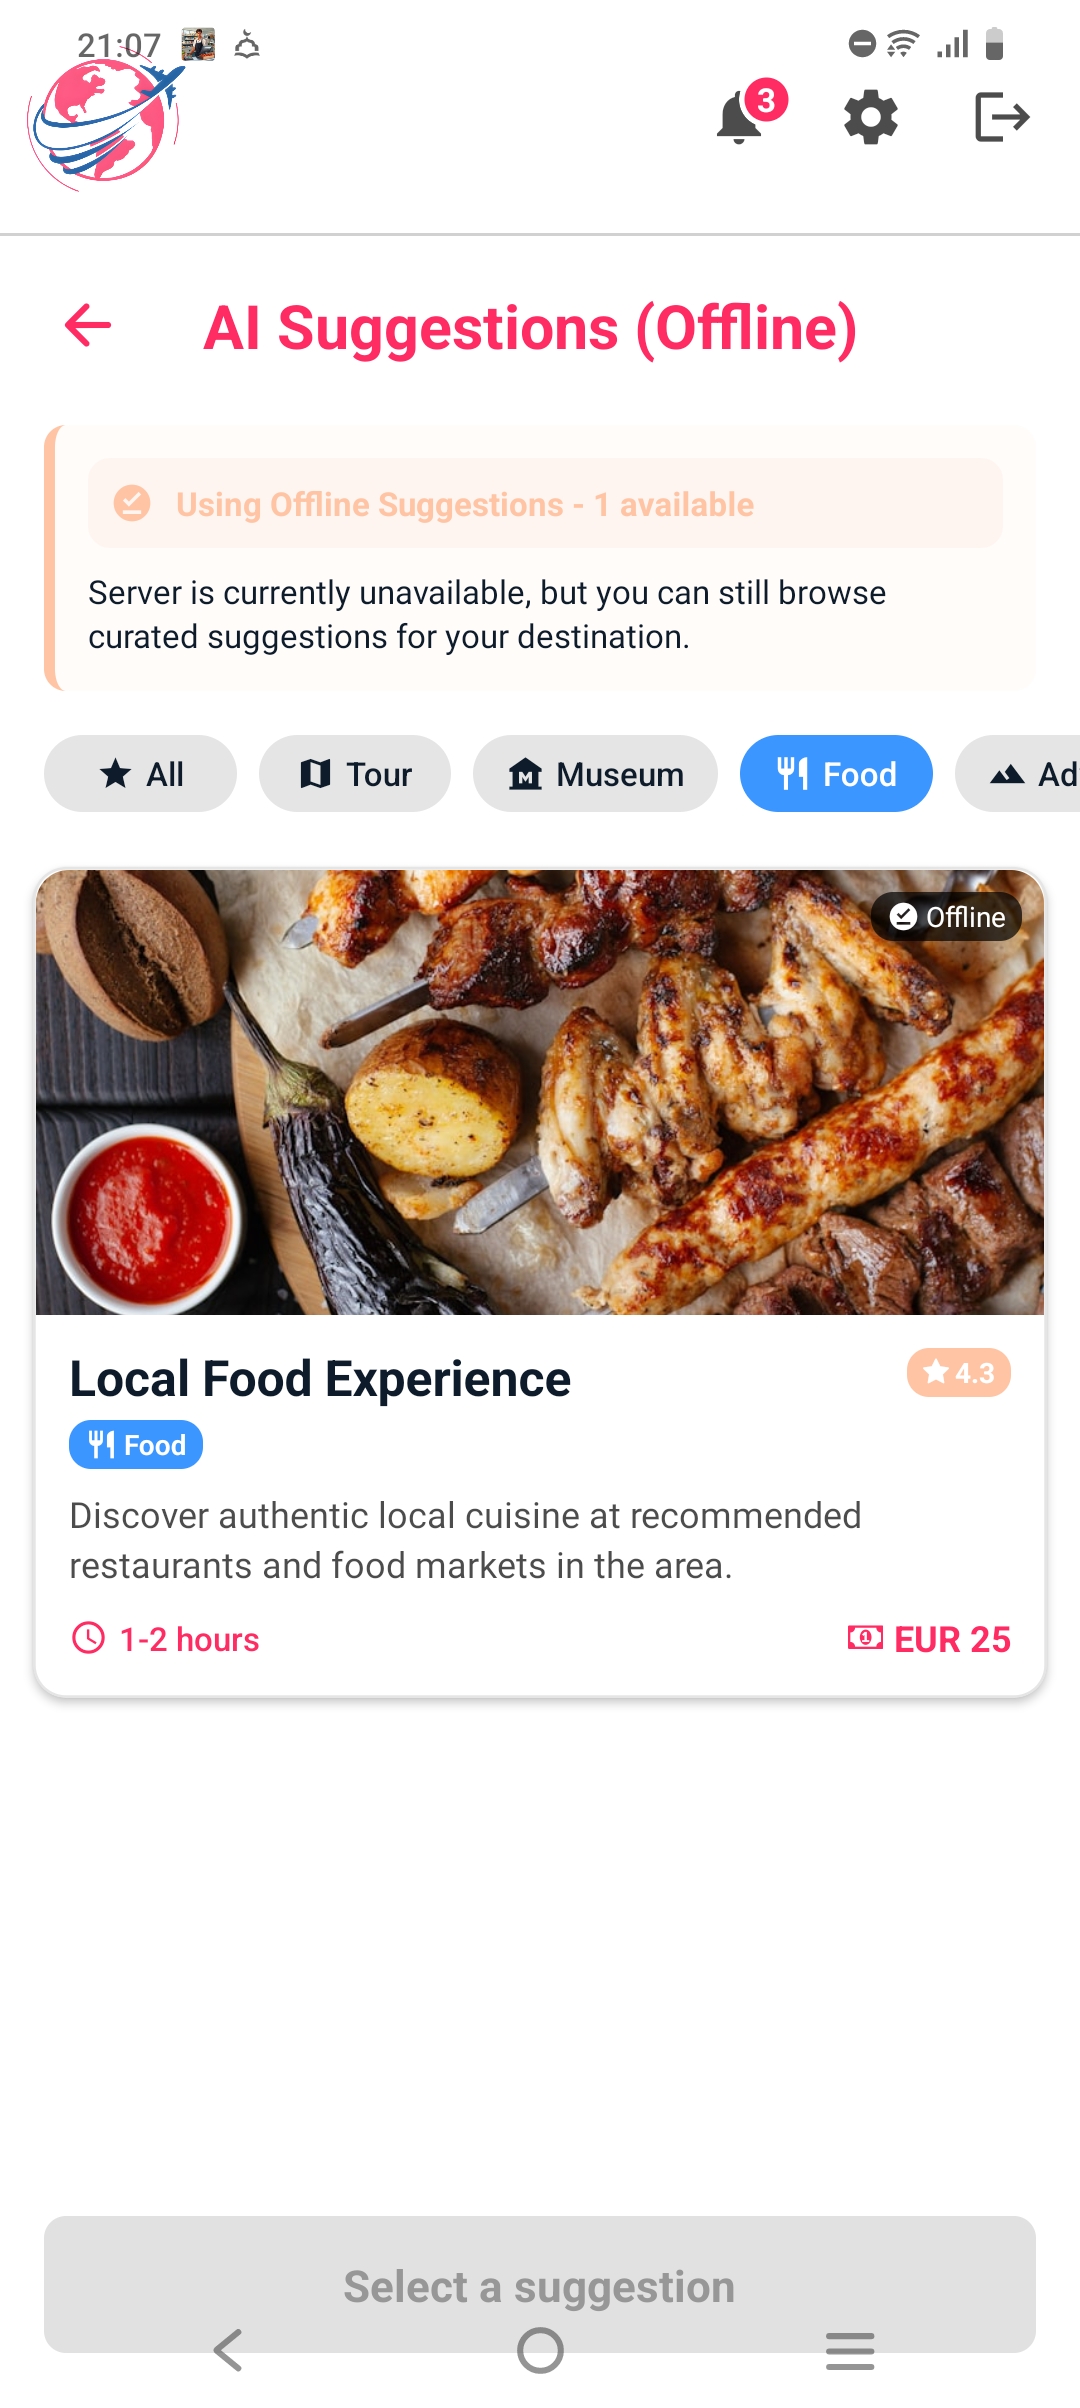 21:07
3
AI Suggestions (Offline)
Using Offline Suggestions - 1 available
Server is currently unavailable, but you can still browse
curated suggestions for your destination.
All
Tour
Museum
Food
Ad
Offline
Local Food Experience
4.3
Food
Discover authentic local cuisine at recommended
restaurants and food markets in the area.
1-2 hours
EUR 25
Select a suggestion